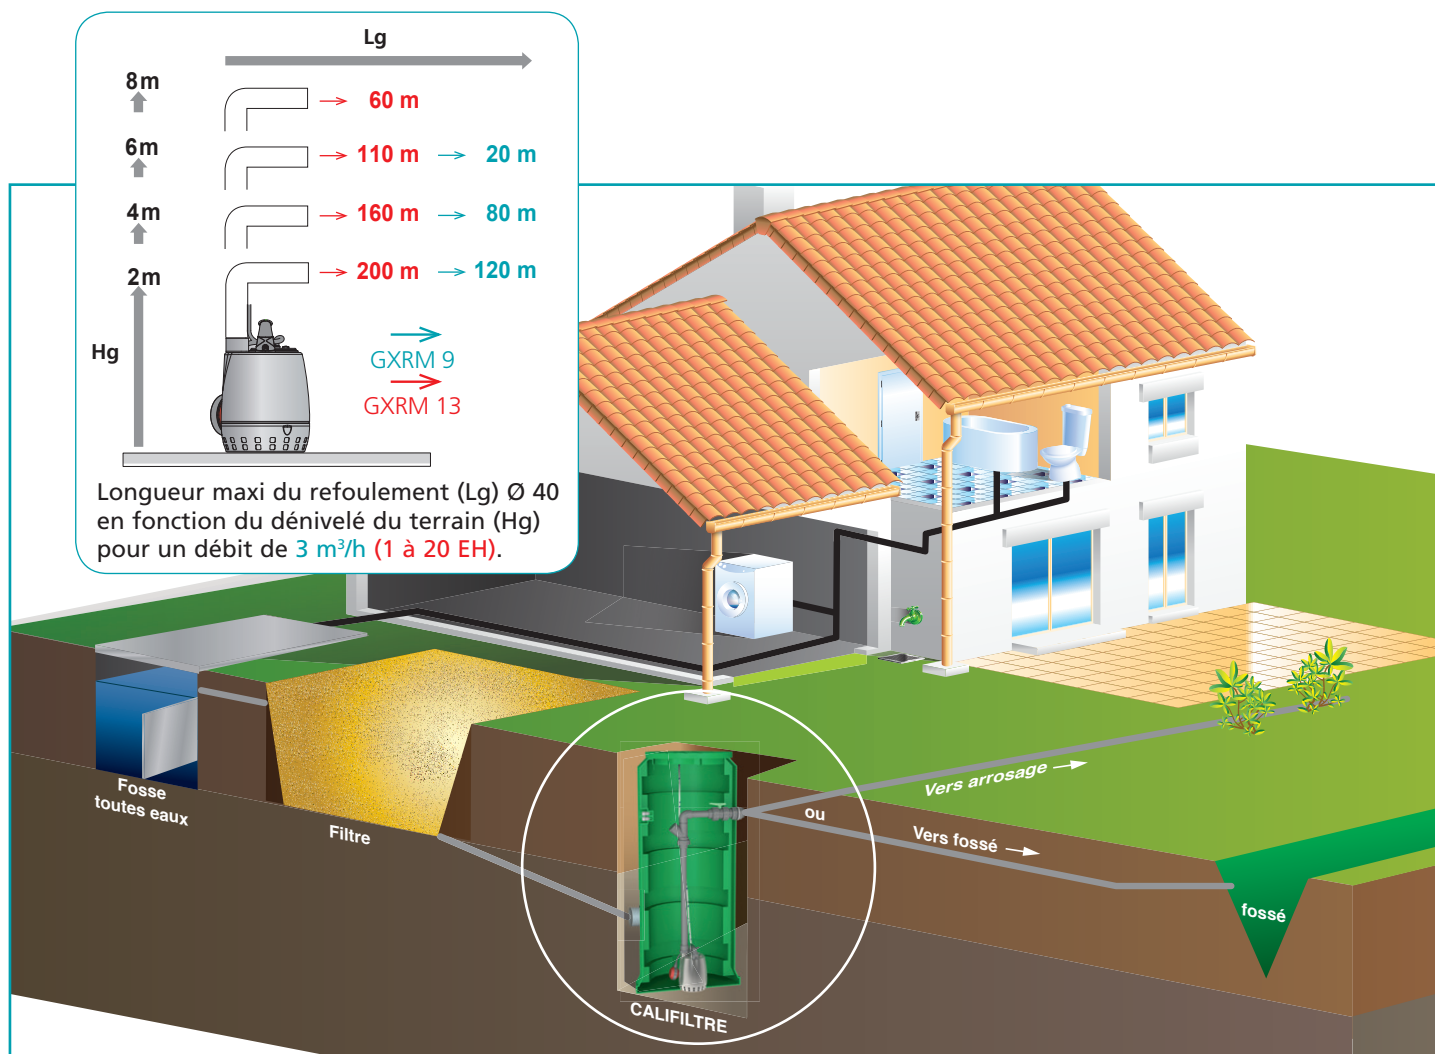 Lg
8m
60 m
6m
110 m
20 m
4m
160 m
80 m
2m
200 m
120 m
Hg
GXRM 9
GXRM 13
Longueur maxi du refoulement (Lg) Ø 40
en fonction du dénivelé du terrain (Hg)
pour un débit de 3 m³/h (1 à 20 EH).
Fosse
toutes eaux
Filtre
CALIFILTRE
Vers arrosage
ou
Vers fossé
fossé